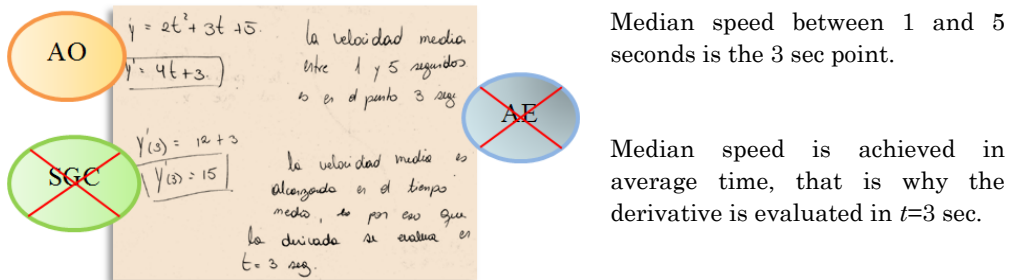 AO
y = 2t² + 3t + 5.
y' = 4t + 3.
la velocidad media
entre 1 y 5 segundos
es en el punto 3 seg.
AE
Median speed between 1 and 5
seconds is the 3 sec point.
SGC
y'(3) = 12 + 3
y'(3) = 15
la velocidad media es
alcanzada en el tiempo
medio, es por eso que
la derivada se evalua en
t = 3 seg.
Median speed is achieved in
average time, that is why the
derivative is evaluated in t=3 sec.